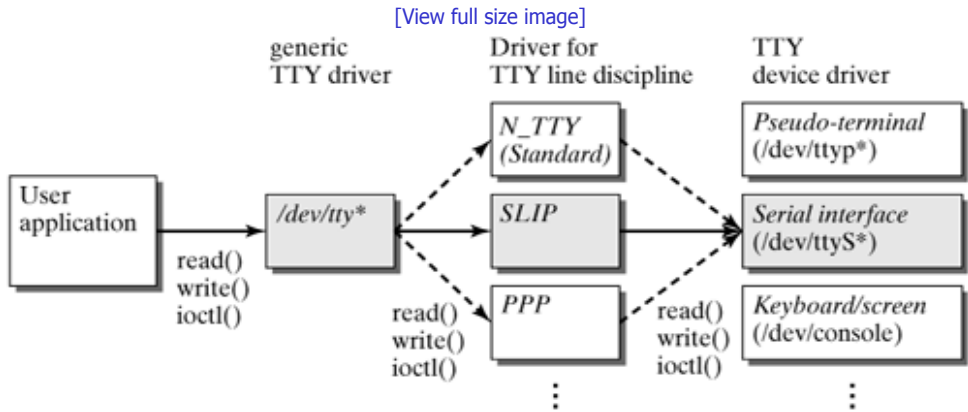 [View full size image]
generic
TTY driver
Driver for
TTY line discipline
TTY
device driver
User
application
read()
write()
ioctl()
/dev/tty*
N_TTY
(Standard)
SLIP
PPP
read()
write()
ioctl()
Pseudo-terminal
(/dev/ttyp*)
Serial interface
(/dev/ttyS*)
Keyboard/screen
(/dev/console)
read()
write()
ioctl()